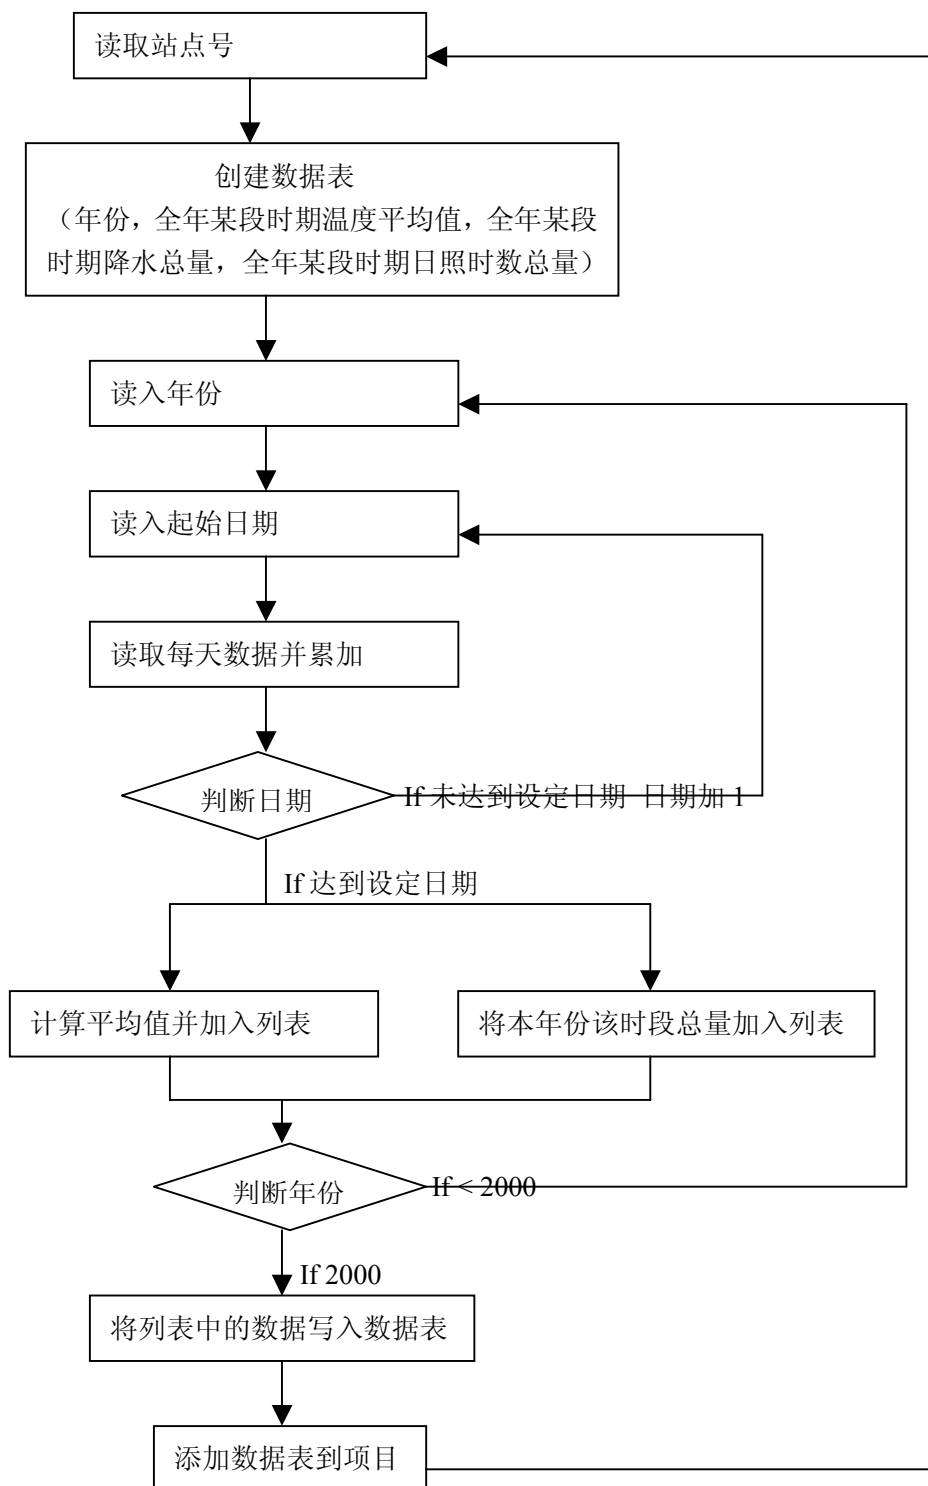 读取站点号
创建数据表
（年份，全年某段时期温度平均值，全年某段
时期降水总量，全年某段时期日照时数总量）
读入年份
读入起始日期
读取每天数据并累加
判断日期
If 未达到设定日期 日期加 1
If 达到设定日期
计算平均值并加入列表
将本年份该时段总量加入列表
判断年份
If < 2000
If 2000
将列表中的数据写入数据表
添加数据表到项目